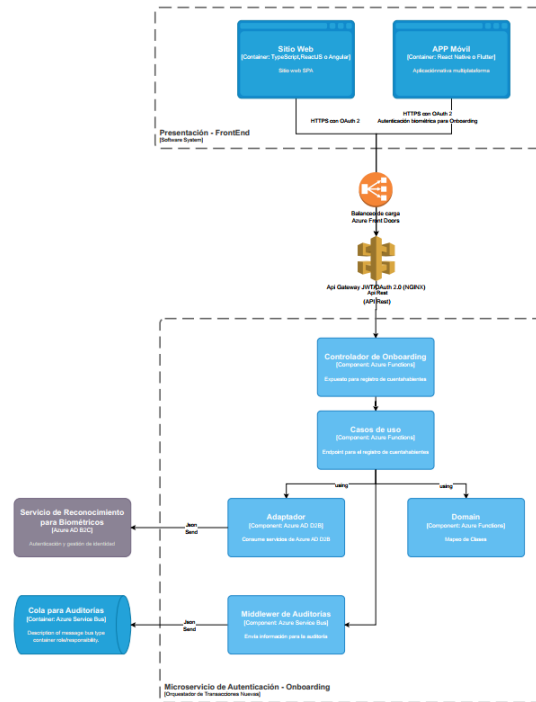 Sitio Web
[Container: TypeScript,ReactJS o Angular]
Sitio web SPA
APP Móvil
[Container: React Native o Flutter]
Aplicación nativa multiplataforma
HTTPS con OAuth 2
HTTPS con OAuth 2
Autenticación biométrica para Onboarding
Presentación - FrontEnd
[Software System]
Balanceo de carga
Azure Front Doors
Api Gateway JWT/OAuth 2.0 (NGINX)
Api Rest
(API Rest)
Controlador de Onboarding
[Component: Azure Functions]
Expuesto para registro de cuentahabientes
Casos de uso
[Component: Azure Functions]
Endpoint para el registro de cuentahabientes
using
using
Servicio de Reconocimiento
para Biométricos
[Azure AD B2C]
Autenticación y gestión de identidad
Json
Send
Adaptador
[Component: Azure AD D2B]
Consume servicios de Azure AD D2B
Domain
[Component: Azure Functions]
Mapeo de Clases
Cola para Auditorías
[Container: Azure Service Bus]
Description of message bus type
container role/responsibility.
Json
Send
Middlewer de Auditorías
[Component: Azure Service Bus]
Envía información para la auditoría
Microservicio de Autenticación - Onboarding
[Orquestador de Transacciones Nuevas]